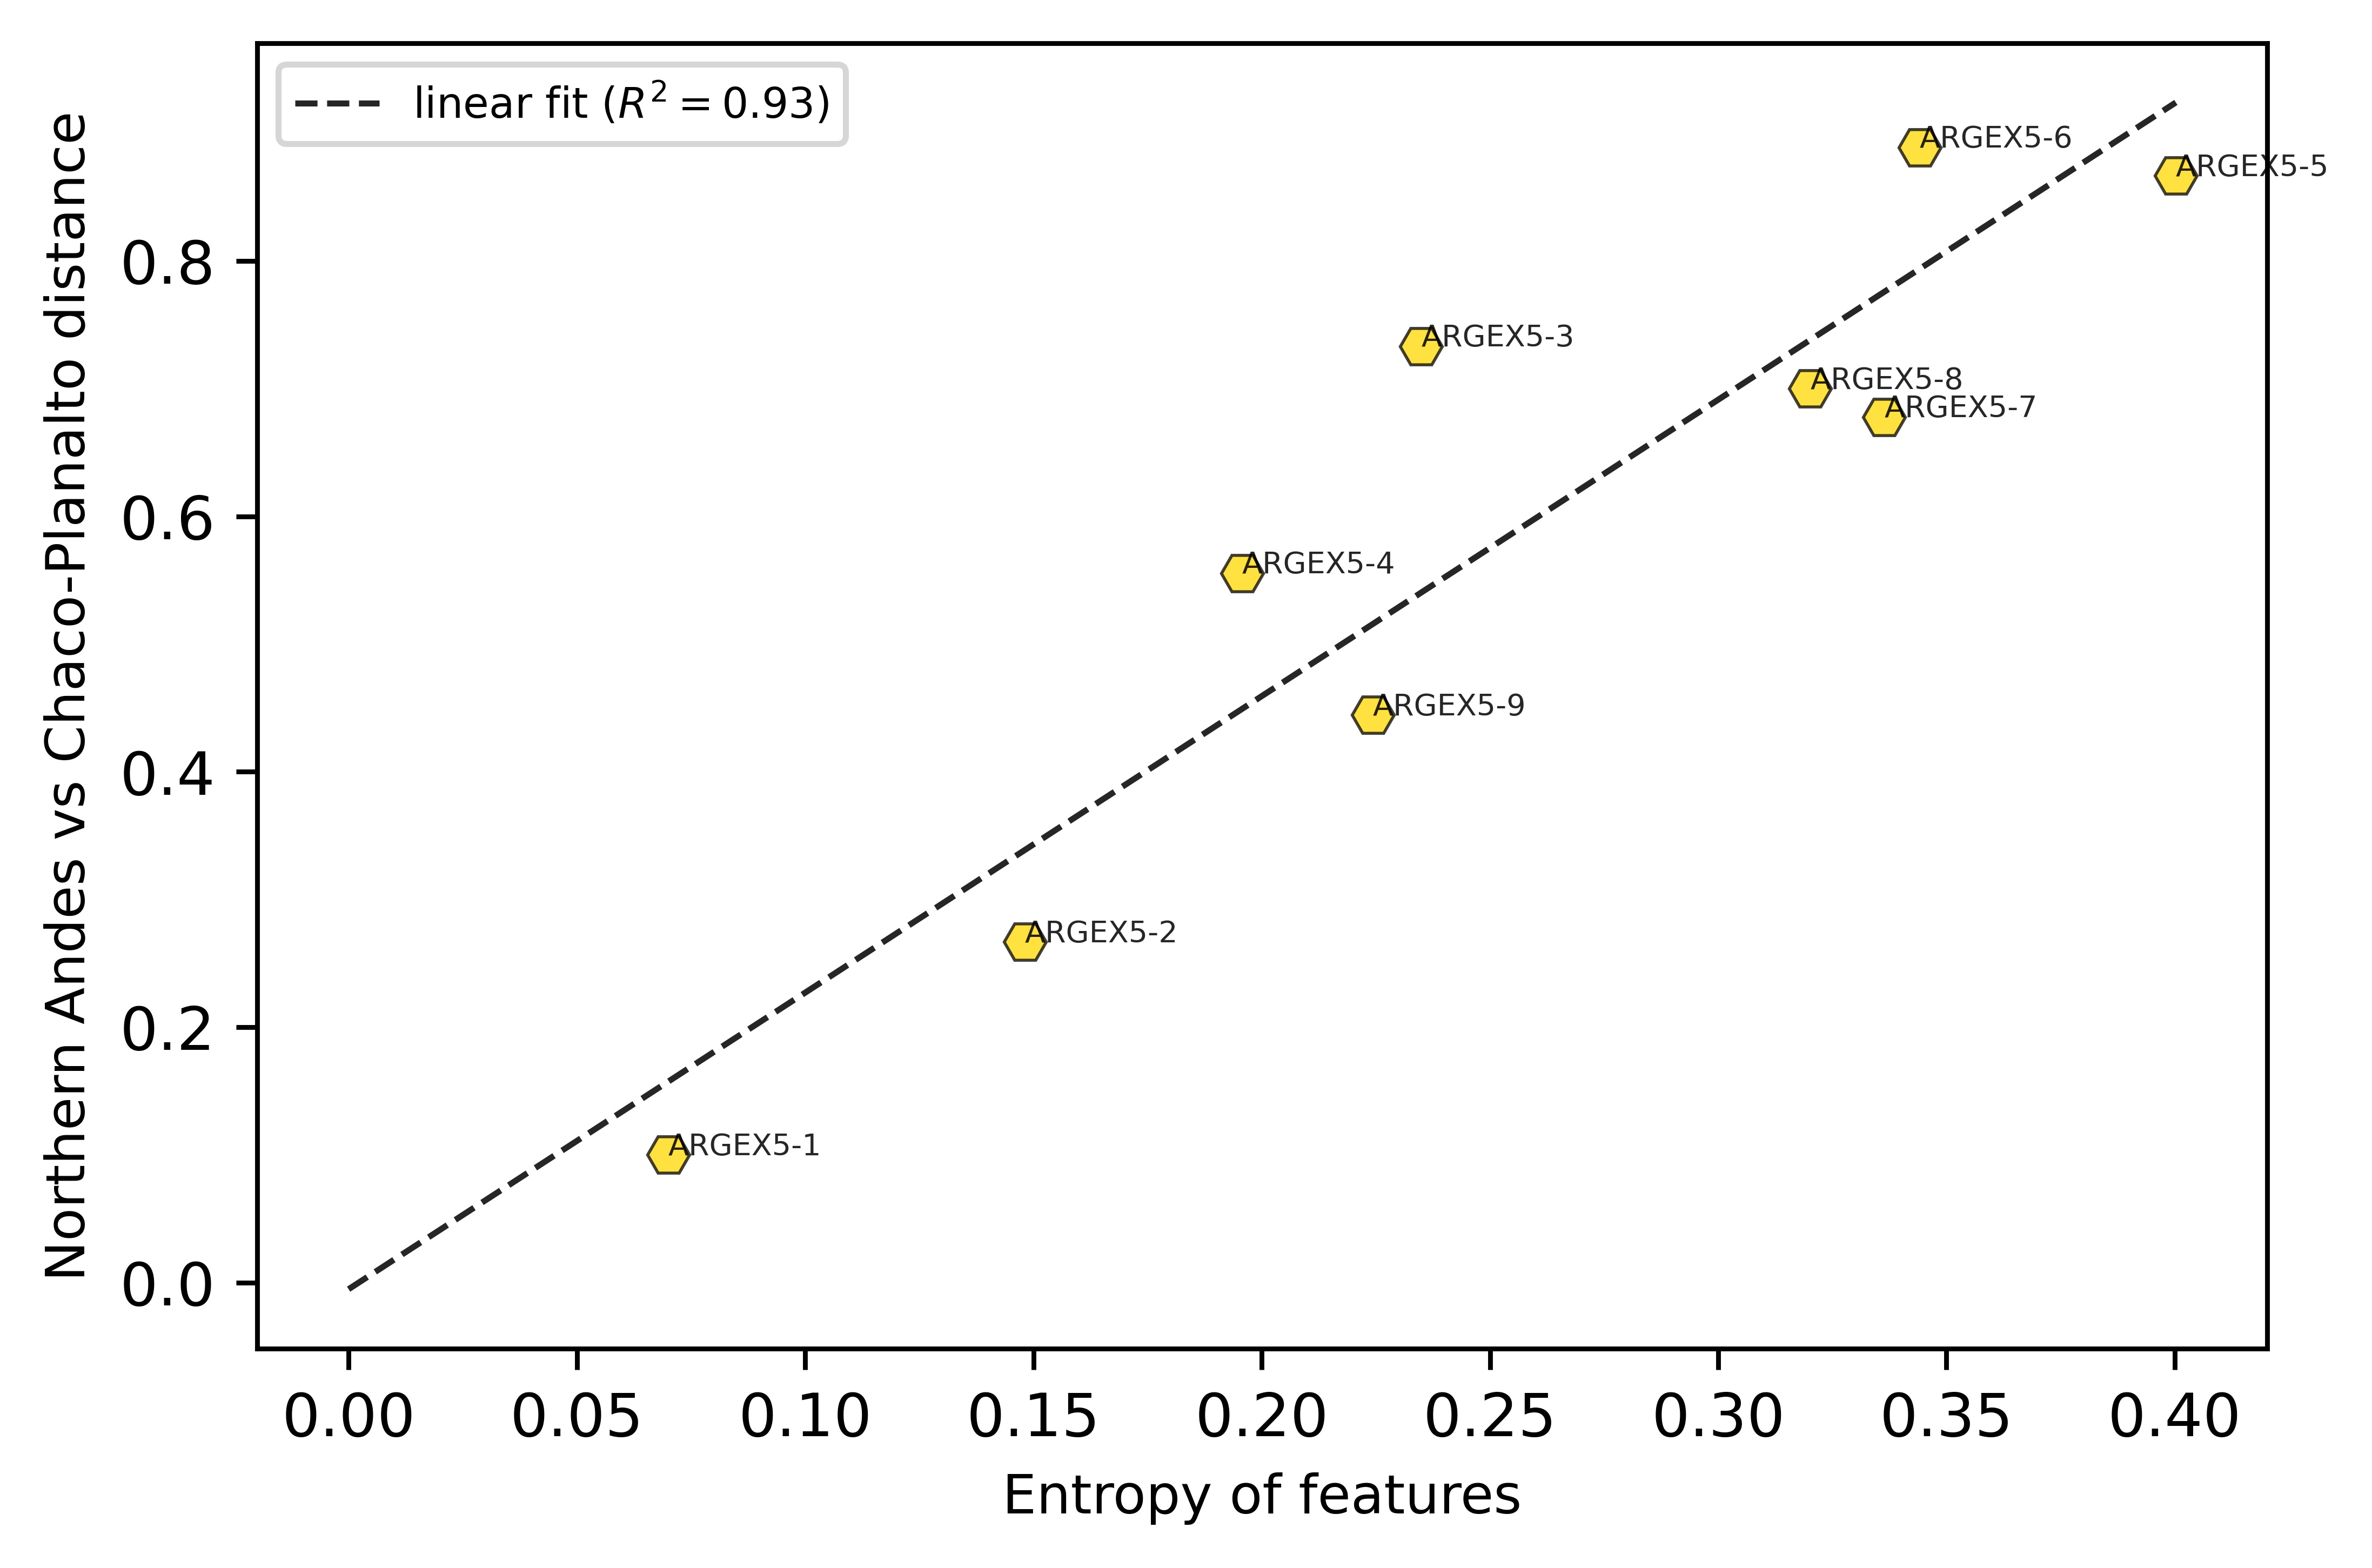 linear fit (R² = 0.93)
ARGEX5-6
ARGEX5-5
ARGEX5-3
ARGEX5-8
ARGEX5-7
ARGEX5-4
ARGEX5-9
ARGEX5-2
ARGEX5-1
Northern Andes vs Chaco-Planalto distance
0.8
0.6
0.4
0.2
0.0
0.00 0.05 0.10 0.15 0.20 0.25 0.30 0.35 0.40
Entropy of features